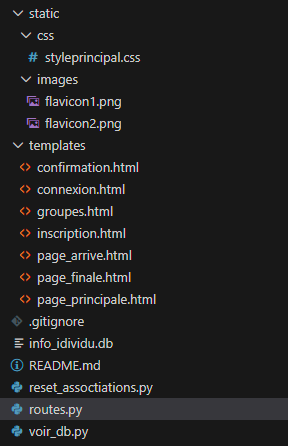 static
css
styleprincipal.css
images
flavicon1.png
flavicon2.png
templates
confirmation.html
connexion.html
groupes.html
inscription.html
page_arrive.html
page_finale.html
page_principale.html
.gitignore
info_idividu.db
README.md
reset_assoctiations.py
routes.py
voir_db.py